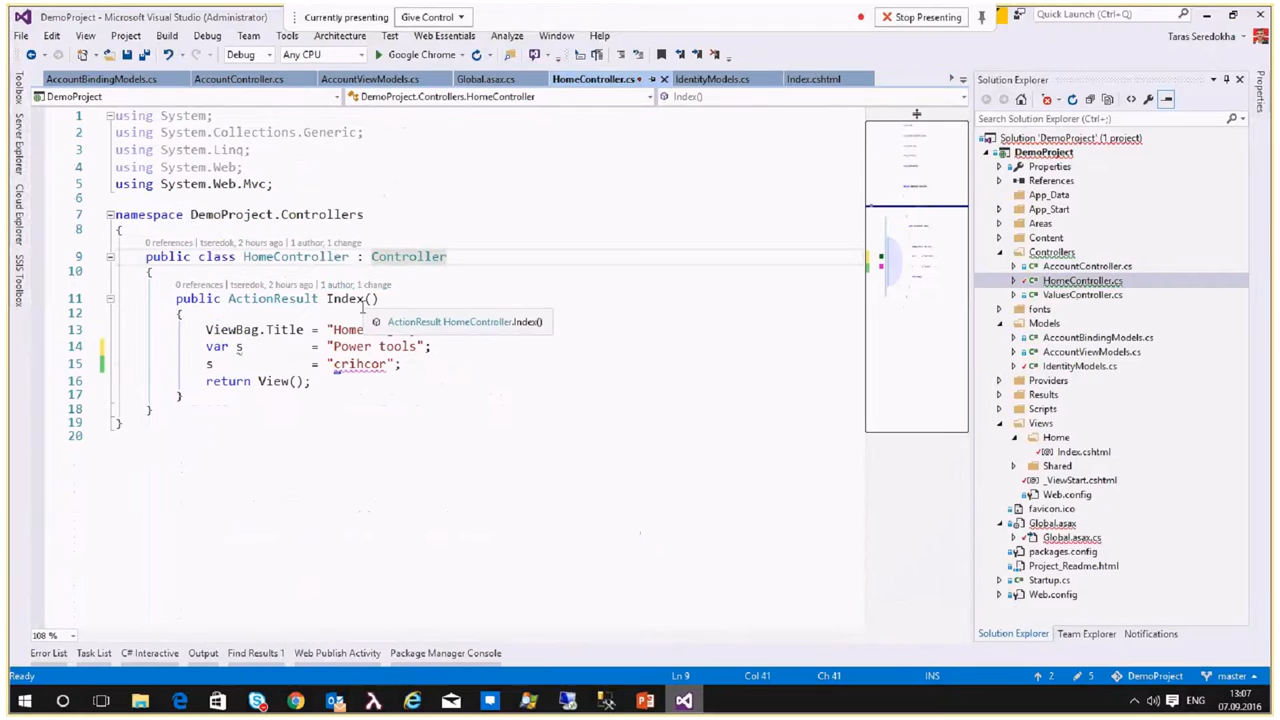 DemoProject - Microsoft Visual Studio (Administrator)
Currently presenting
Give Control
Stop Presenting
Quick Launch (Ctrl+Q)
File Edit View Project Build Debug Team Tools Architecture Test Web Essentials Analyze Window Help
Taras Seredokha
Debug Any CPU Google Chrome
AccountBindingModels.cs AccountController.cs AccountViewModels.cs Global.asax.cs HomeController.cs IdentityModels.cs Index.cshtml
DemoProject DemoProject.Controllers.HomeController Index()
Toolbox
Server Explorer
Cloud Explorer
SSIS Toolbox
1 using System;
2 using System.Collections.Generic;
3 using System.Linq;
4 using System.Web;
5 using System.Web.Mvc;
6
7 namespace DemoProject.Controllers
8 {
0 references | tseredok, 2 hours ago | 1 author, 1 change
9 public class HomeController : Controller
10 {
0 references | tseredok, 2 hours ago | 1 author, 1 change
11 public ActionResult Index()
12 {
ActionResult HomeController.Index()
13 ViewBag.Title = "Home
14 var s = "Power tools";
15 s = "crihcor";
16 return View();
17 }
18 }
19 }
20
108 %
Solution Explorer
Search Solution Explorer (Ctrl+;)
Solution 'DemoProject' (1 project)
DemoProject
Properties
References
App_Data
App_Start
Areas
Content
Controllers
AccountController.cs
HomeController.cs
ValuesController.cs
fonts
Models
AccountBindingModels.cs
AccountViewModels.cs
IdentityModels.cs
Providers
Results
Scripts
Views
Home
Index.cshtml
Shared
_ViewStart.cshtml
Web.config
favicon.ico
Global.asax
Global.asax.cs
packages.config
Project_Readme.html
Startup.cs
Web.config
Properties
Solution Explorer Team Explorer Notifications
Error List Task List C# Interactive Output Find Results 1 Web Publish Activity Package Manager Console
Ready Ln 9 Col 41 Ch 41 INS 2 5 DemoProject master
ENG
13:07
07.09.2016